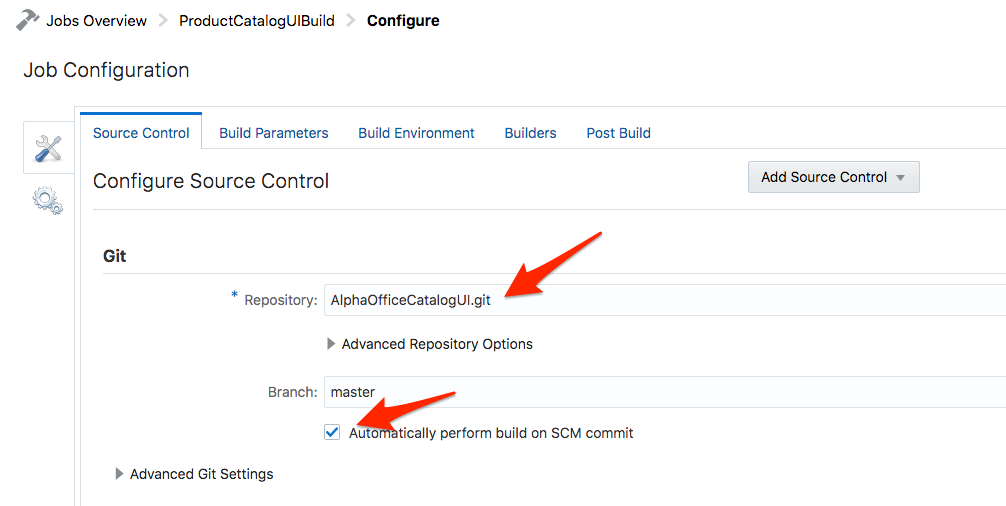 Jobs Overview ProductCatalogUIBuild Configure
Job Configuration
Source Control Build Parameters Build Environment Builders Post Build
Configure Source Control Add Source Control
Git
* Repository: AlphaOfficeCatalogUI.git
Advanced Repository Options
Branch: master
Automatically perform build on SCM commit
Advanced Git Settings